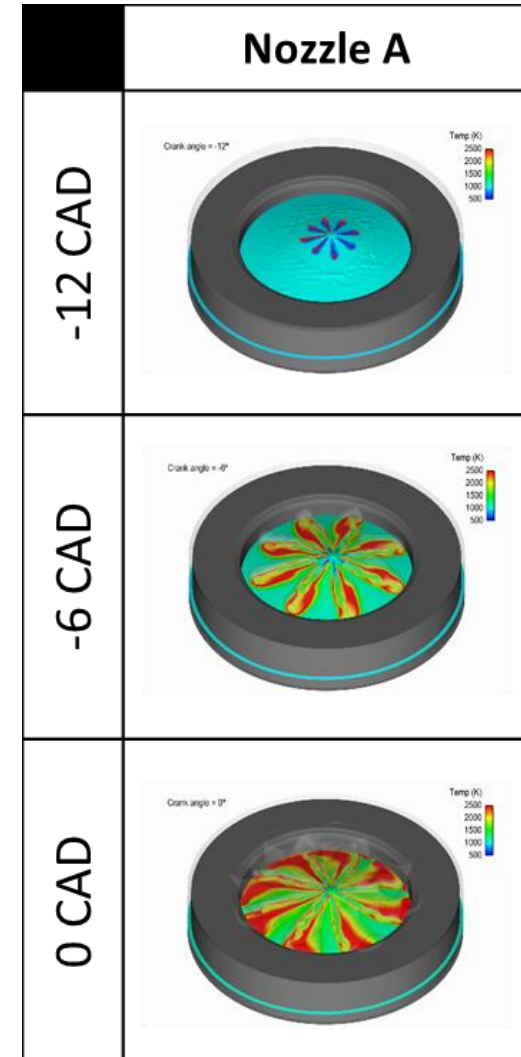 Nozzle A
-12 CAD
Crank angle = -12°
Temp (K)
2500
2000
1500
1000
500
-6 CAD
Crank angle = -6°
Temp (K)
2500
2000
1500
1000
500
0 CAD
Crank angle = 0°
Temp (K)
2500
2000
1500
1000
500